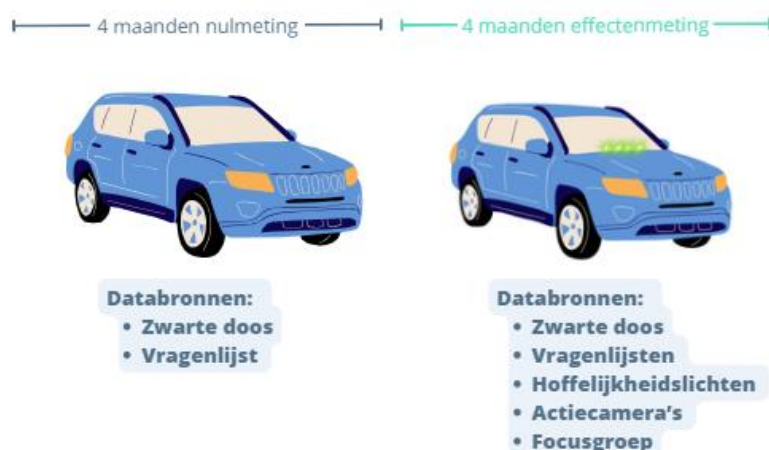 4 maanden nulmeting
4 maanden effectenmeting
Databronnen:
• Zwarte doos
• Vragenlijst
Databronnen:
• Zwarte doos
• Vragenlijsten
• Hoffelijkheidslichten
• Actiecamera's
• Focusgroep